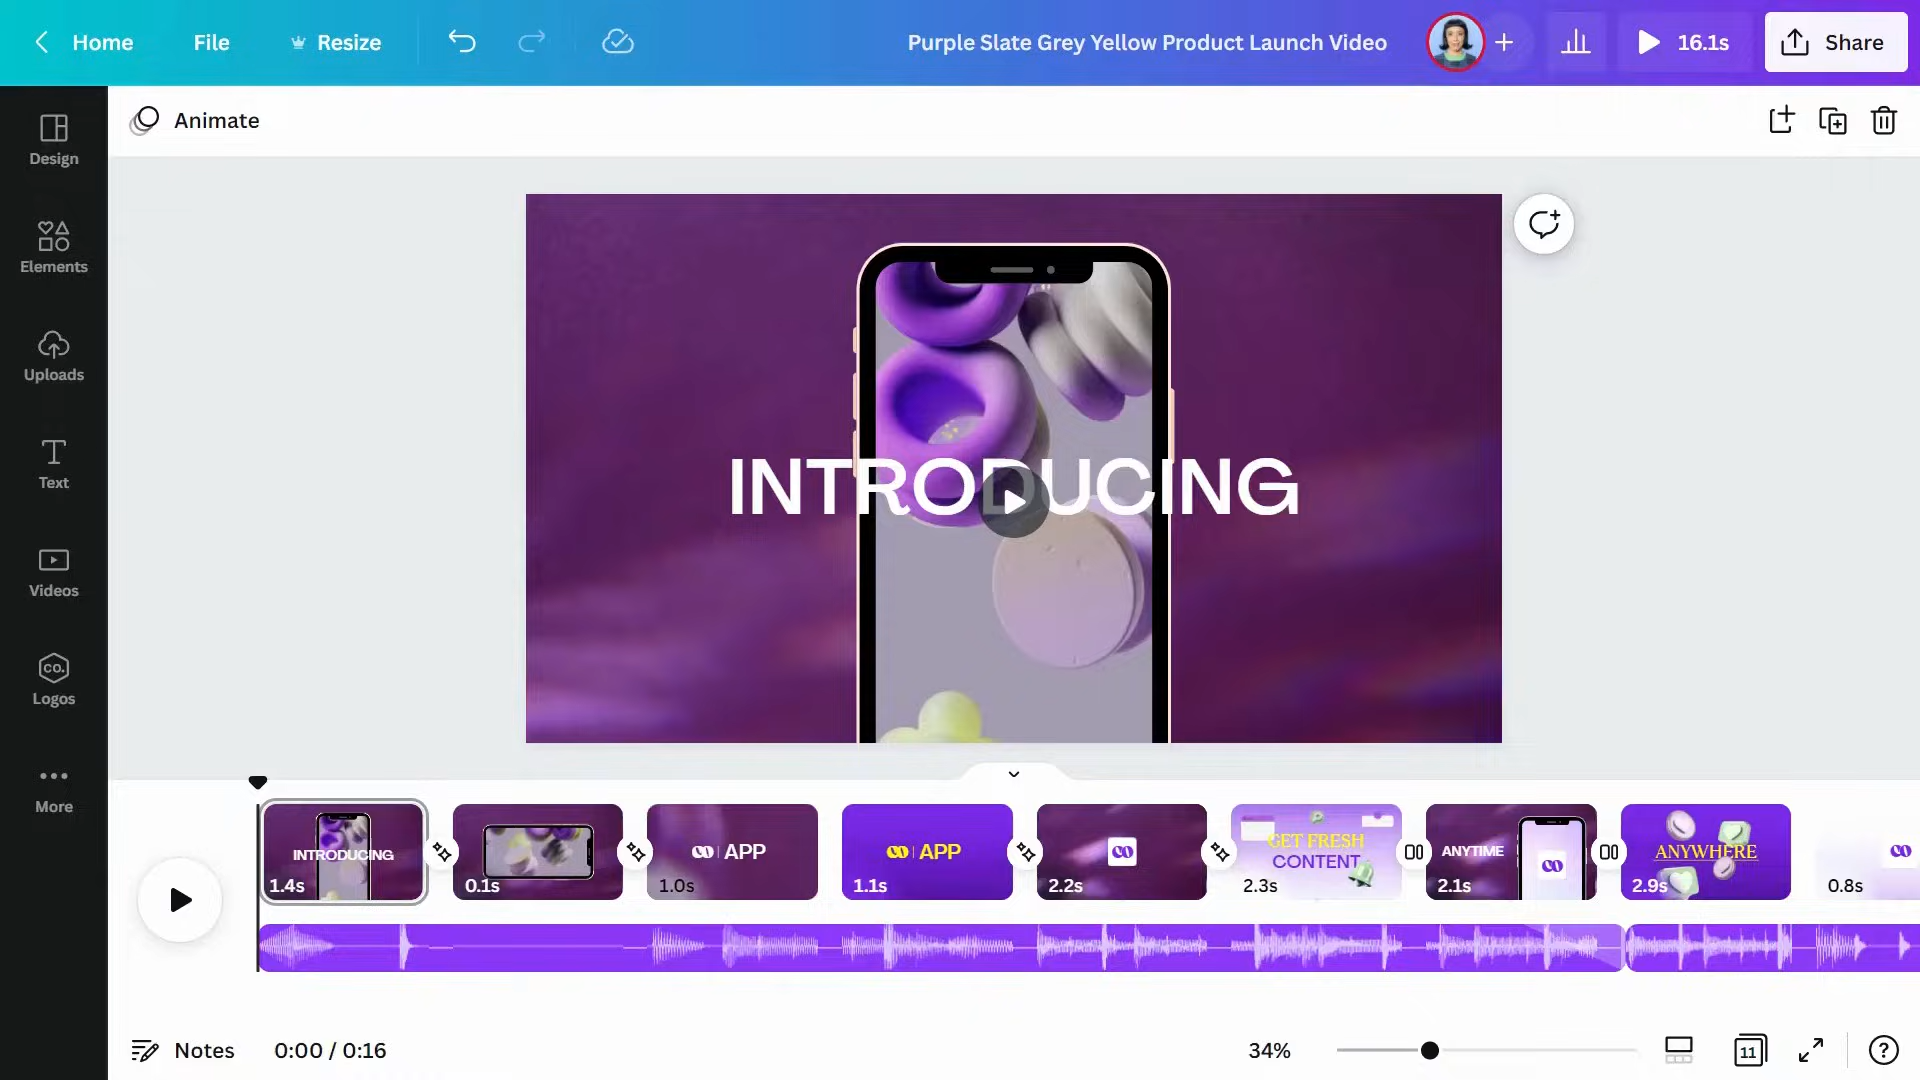 Home
File
Resize
Purple Slate Grey Yellow Product Launch Video
16.1s
Share
Design
Elements
Uploads
Text
Videos
CO.
Logos
More
Animate
INTRODUCING
INTRODUCING
1.4s
0.1s
APP
1.0s
APP
1.1s
2.2s
GET FRESH
CONTENT
2.3s
ANYTIME
2.1s
ANYWHERE
2.9s
0.8s
Notes
0:00 / 0:16
34%
11
?